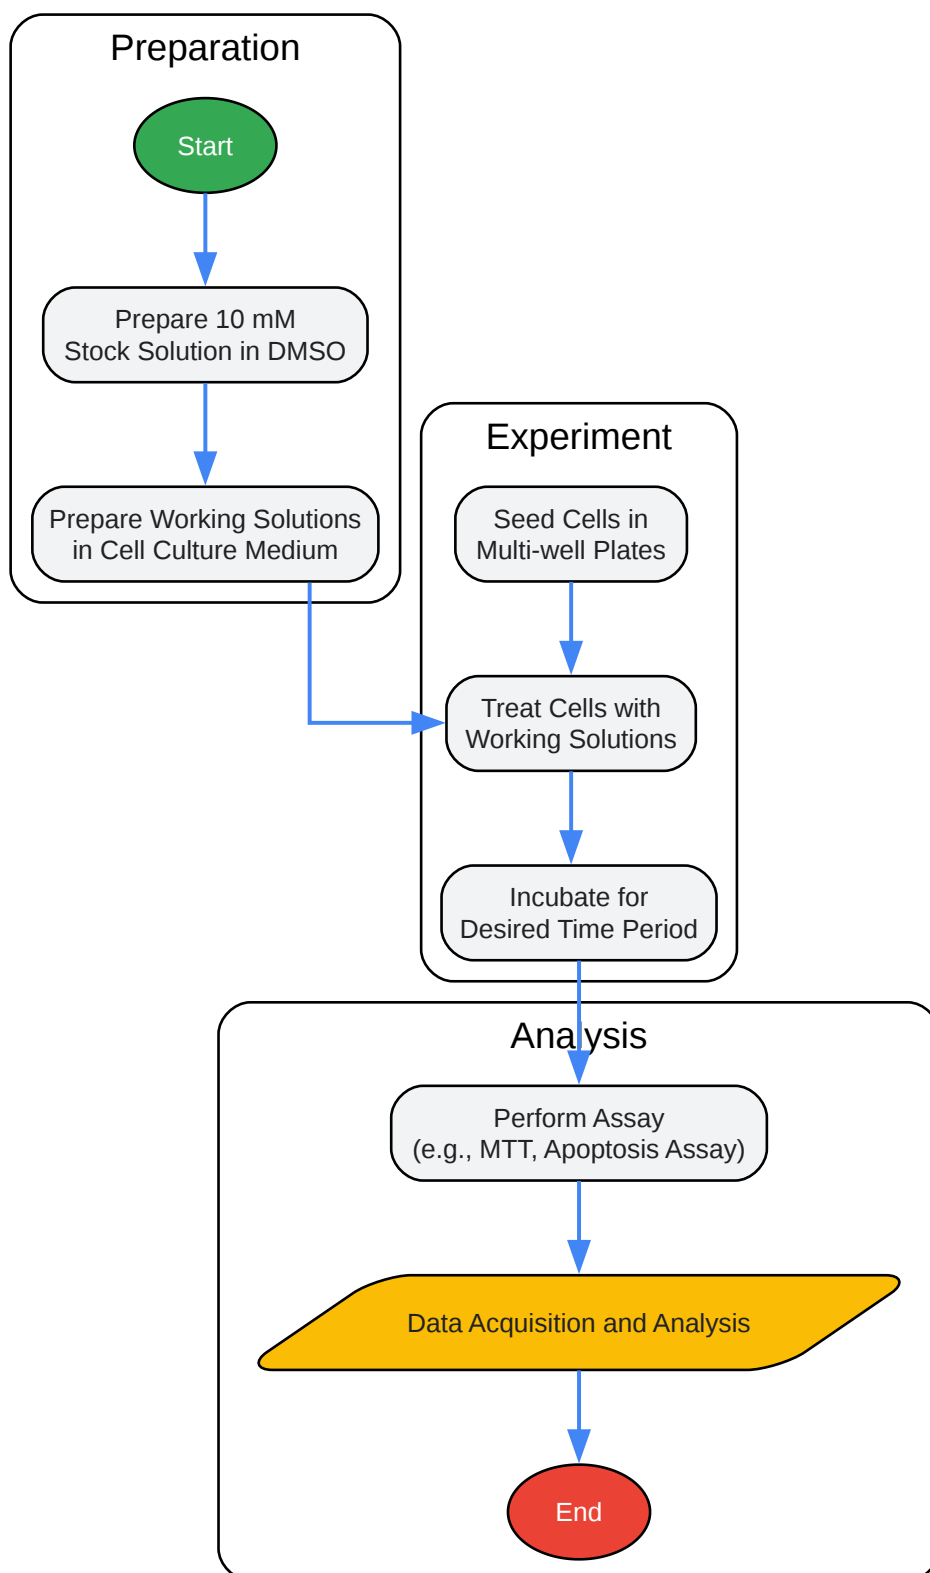 Preparation
Start
Prepare 10 mM
Stock Solution in DMSO
Prepare Working Solutions
in Cell Culture Medium
Experiment
Seed Cells in
Multi-well Plates
Treat Cells with
Working Solutions
Incubate for
Desired Time Period
Analysis
Perform Assay
(e.g., MTT, Apoptosis Assay)
Data Acquisition and Analysis
End